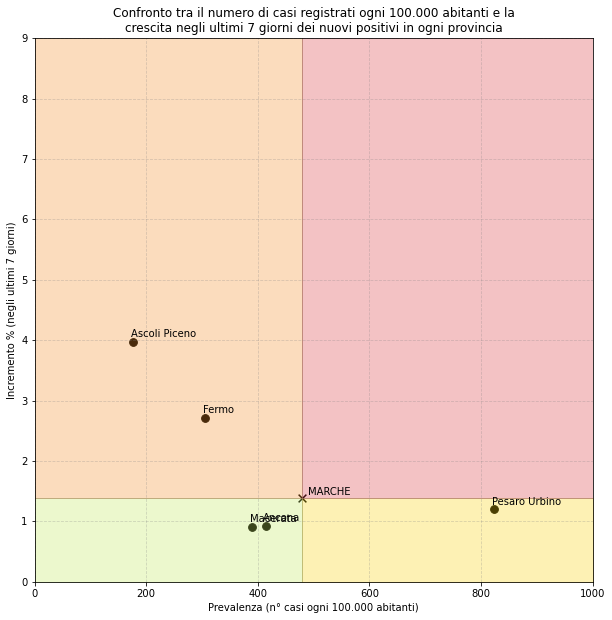 Confronto tra il numero di casi registrati ogni 100.000 abitanti e la
crescita negli ultimi 7 giorni dei nuovi positivi in ogni provincia
Incremento % (negli ultimi 7 giorni)
9
8
7
6
5
4
3
2
1
0
Ascoli Piceno
Fermo
MARCHE
Pesaro Urbino
Macerata
Ancona
0 200 400 600 800 1000
Prevalenza (n° casi ogni 100.000 abitanti)